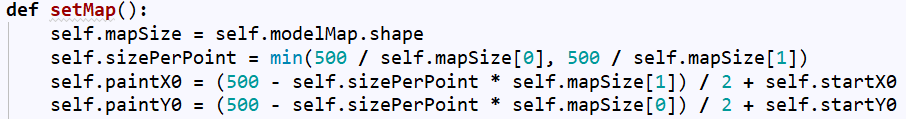 def setMap():
    self.mapSize = self.modelMap.shape
    self.sizePerPoint = min(500 / self.mapSize[0], 500 / self.mapSize[1])
    self.paintX0 = (500 - self.sizePerPoint * self.mapSize[1]) / 2 + self.startX0
    self.paintY0 = (500 - self.sizePerPoint * self.mapSize[0]) / 2 + self.startY0